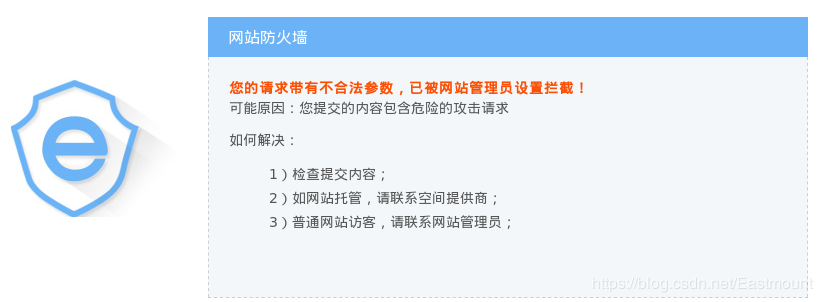 网站防火墙
您的请求带有不合法参数，已被网站管理员设置拦截！
可能原因：您提交的内容包含危险的攻击请求
如何解决：
1）检查提交内容；
2）如网站托管，请联系空间提供商；
3）普通网站访客，请联系网站管理员；
e
https://blog.csdn.net/Eastmount